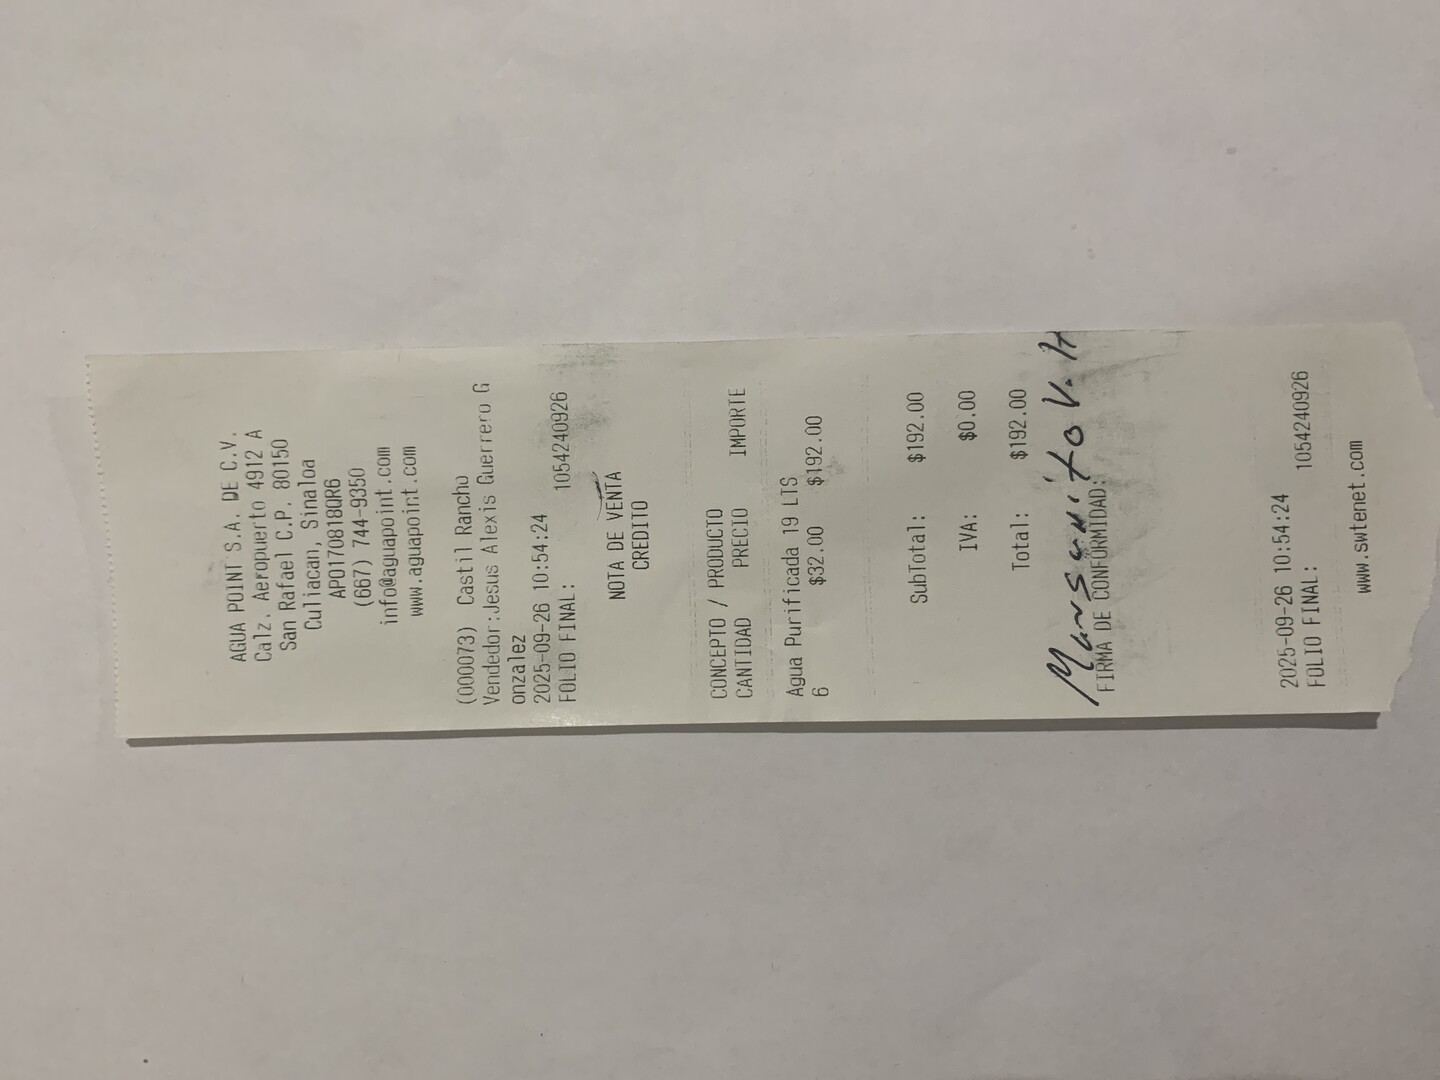 AGUA POINT S.A. DE C.V.
Calz. Aeropuerto 4912 A
San Rafael C.P. 80150
Culiacan, Sinaloa
APO170818QR6
(667) 744-9350
info@aguapoint.com
www.aguapoint.com
(000073) Castil Rancho
Vendedor:Jesus Alexis Guerrero G
onzalez
2025-09-26 10:54:24
FOLIO FINAL: 1054240926
NOTA DE VENTA
CREDITO
CONCEPTO / PRODUCTO
CANTIDAD PRECIO IMPORTE
Agua Purificada 19 LTS
6 $32.00 $192.00
SubTotal: $192.00
IVA: $0.00
Total: $192.00
Mansanito V. H
FIRMA DE CONFORMIDAD:
2025-09-26 10:54:24
FOLIO FINAL: 1054240926
www.swtenet.com